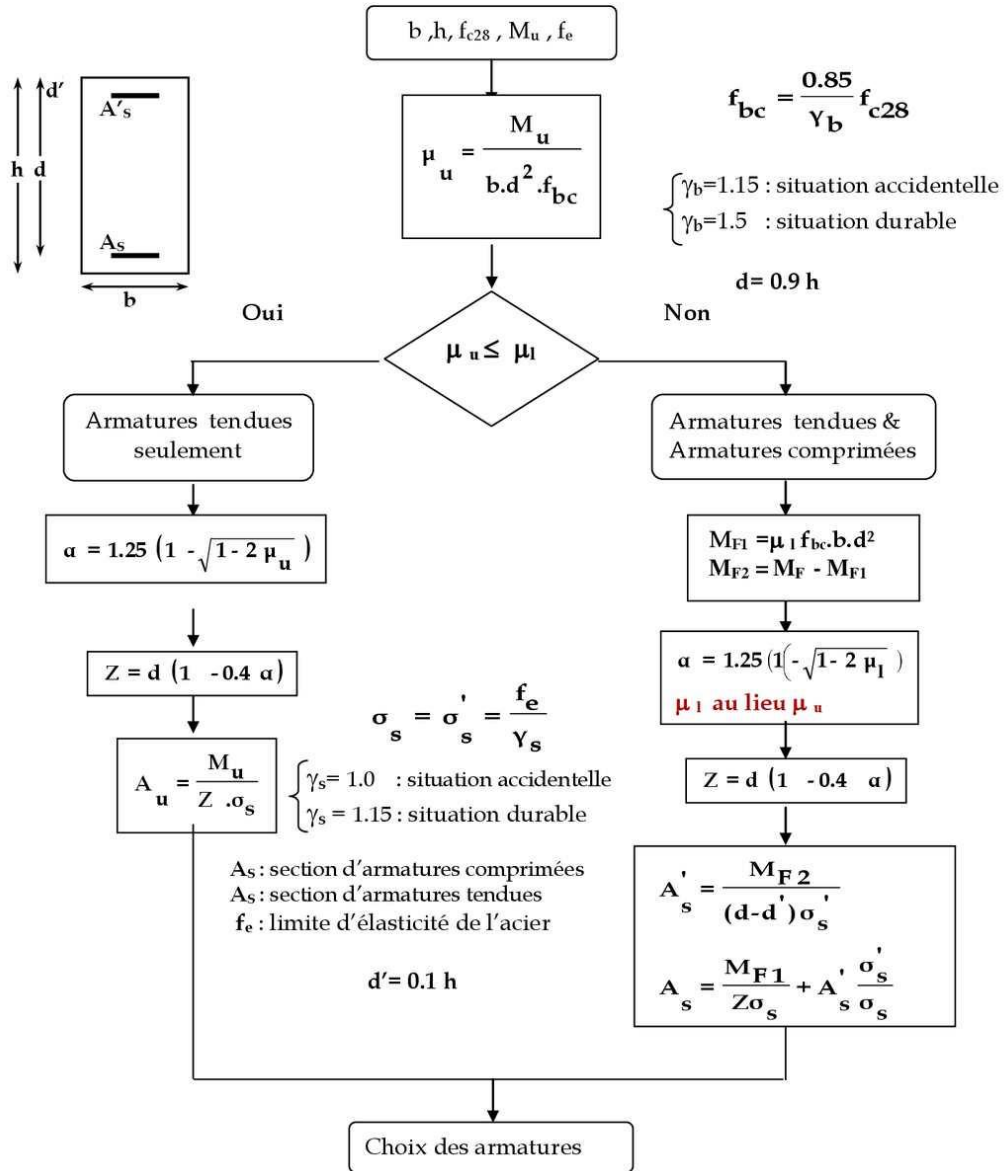 b ,h, f_c28 , M_u , f_e
d'
A'_s
h
d
A_s
b
μ_u = M_u / b.d² .f_bc
f_bc = 0.85 / γ_b f_c28
γ_b=1.15 : situation accidentelle
γ_b=1.5 : situation durable
d= 0.9 h
Oui
Non
μ_u ≤ μ_l
Armatures tendues
seulement
Armatures tendues &
Armatures comprimées
α = 1.25 (1 - √1- 2 μ_u )
M_F1 =μ_l f_bc.b.d²
M_F2 = M_F - M_F1
Z = d (1 -0.4 α)
α = 1.25 (1(-√1- 2 μ_l )
μ_l au lieu μ_u
σ_s = σ'_s = f_e / γ_s
A_u = M_u / Z .σ_s
γ_s= 1.0 : situation accidentelle
γ_s = 1.15 : situation durable
Z = d (1 -0.4 α)
A_s : section d'armatures comprimées
A_s : section d'armatures tendues
f_e : limite d'élasticité de l'acier
d'= 0.1 h
A'_s = M_F2 / (d-d')σ'_s
A_s = M_F1 / Zσ_s + A'_s σ'_s / σ_s
Choix des armatures